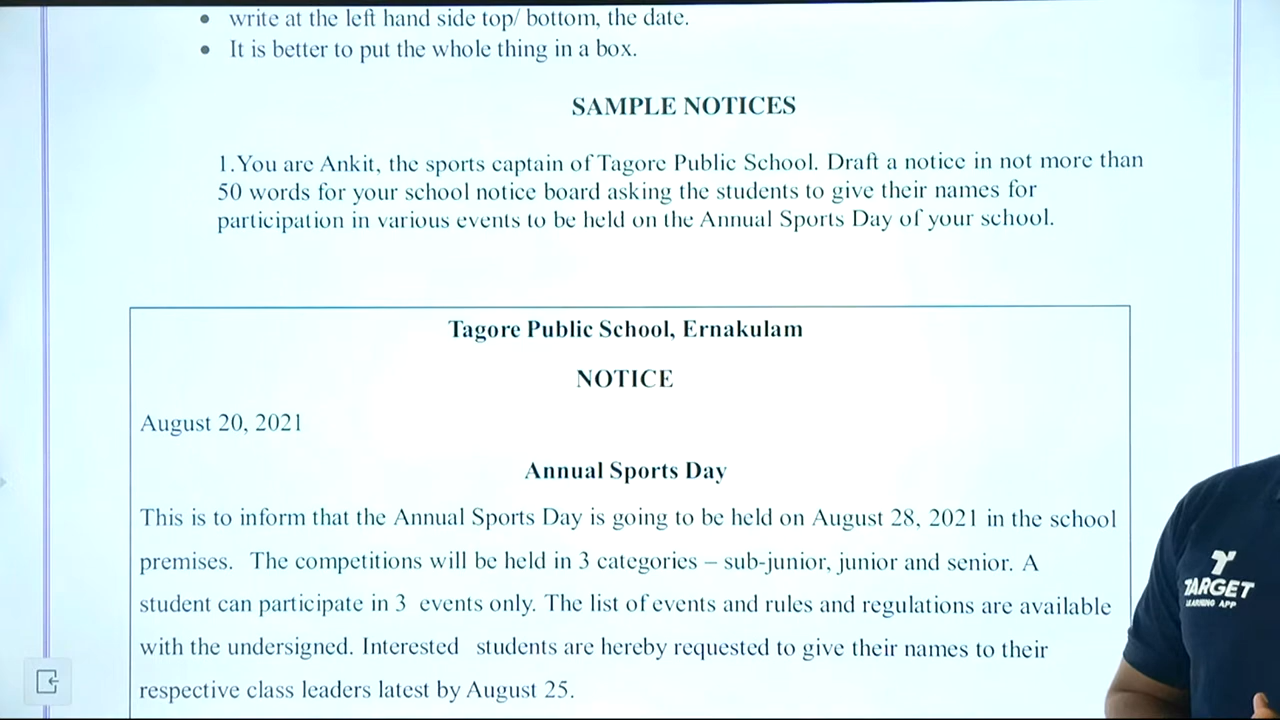 write at the left hand side top/ bottom, the date.
It is better to put the whole thing in a box.
SAMPLE NOTICES
1.You are Ankit, the sports captain of Tagore Public School. Draft a notice in not more than
50 words for your school notice board asking the students to give their names for
participation in various events to be held on the Annual Sports Day of your school.
Tagore Public School, Ernakulam
NOTICE
August 20, 2021
Annual Sports Day
This is to inform that the Annual Sports Day is going to be held on August 28, 2021 in the school
premises. The competitions will be held in 3 categories – sub-junior, junior and senior. A
student can participate in 3 events only. The list of events and rules and regulations are available
with the undersigned. Interested students are hereby requested to give their names to their
respective class leaders latest by August 25.
TARGET
LEARNING APP